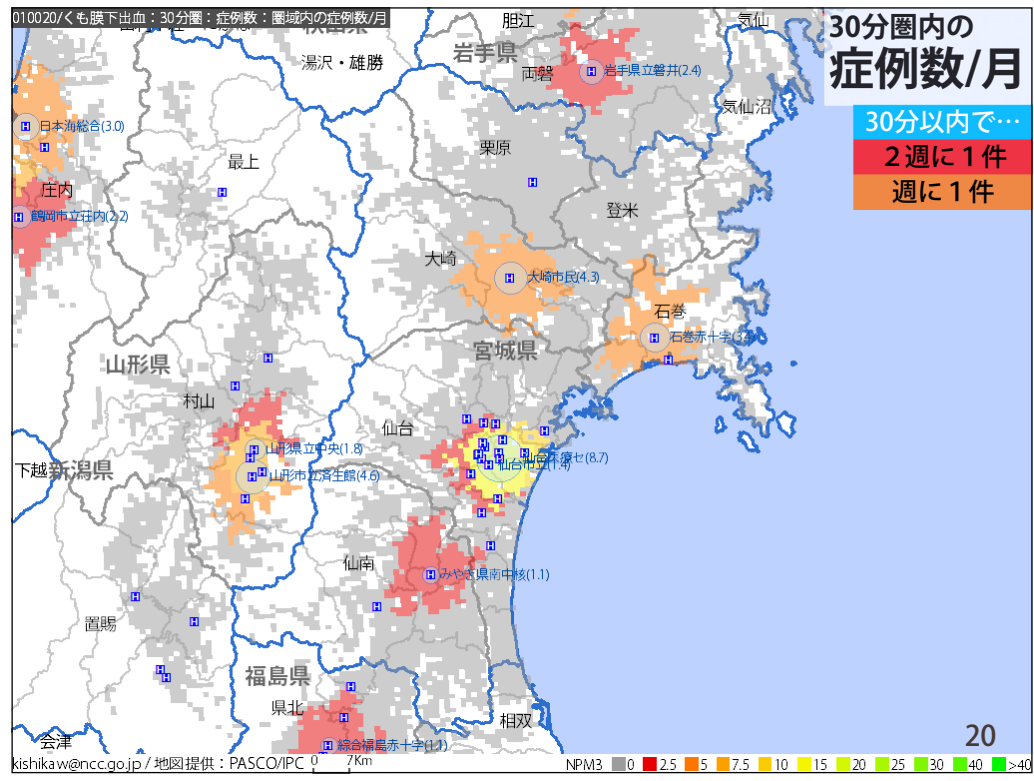 010020/くも膜下出血：30分圏：症例数：圏域内の症例数/月
胆江
気仙
30分圏内の
症例数/月
岩手県
湯沢・雄勝
両磐
岩手県立磐井(2.4)
気仙沼
30分以内で…
２週に１件
週に１件
日本海総合(3.0)
栗原
最上
庄内
鶴岡市立荘内(2.2)
登米
大崎
大崎市民(4.3)
石巻
石巻赤十字(3.
宮城県
山形県
村山
仙台
山形県立中央(1.8)
下越
新潟県
山形市立済生館(4.6)
(8.7)
仙台市立(1.4)
仙南
みやぎ県南中核(1.1)
置賜
福島県
県北
相双
綜合福島赤十字(1.1)
会津
20
kishikaw@ncc.go.jp / 地図提供：PASCO/IPC
0 7Km
NPM3 0 2.5 5 7.5 10 15 20 20 30 40 >40